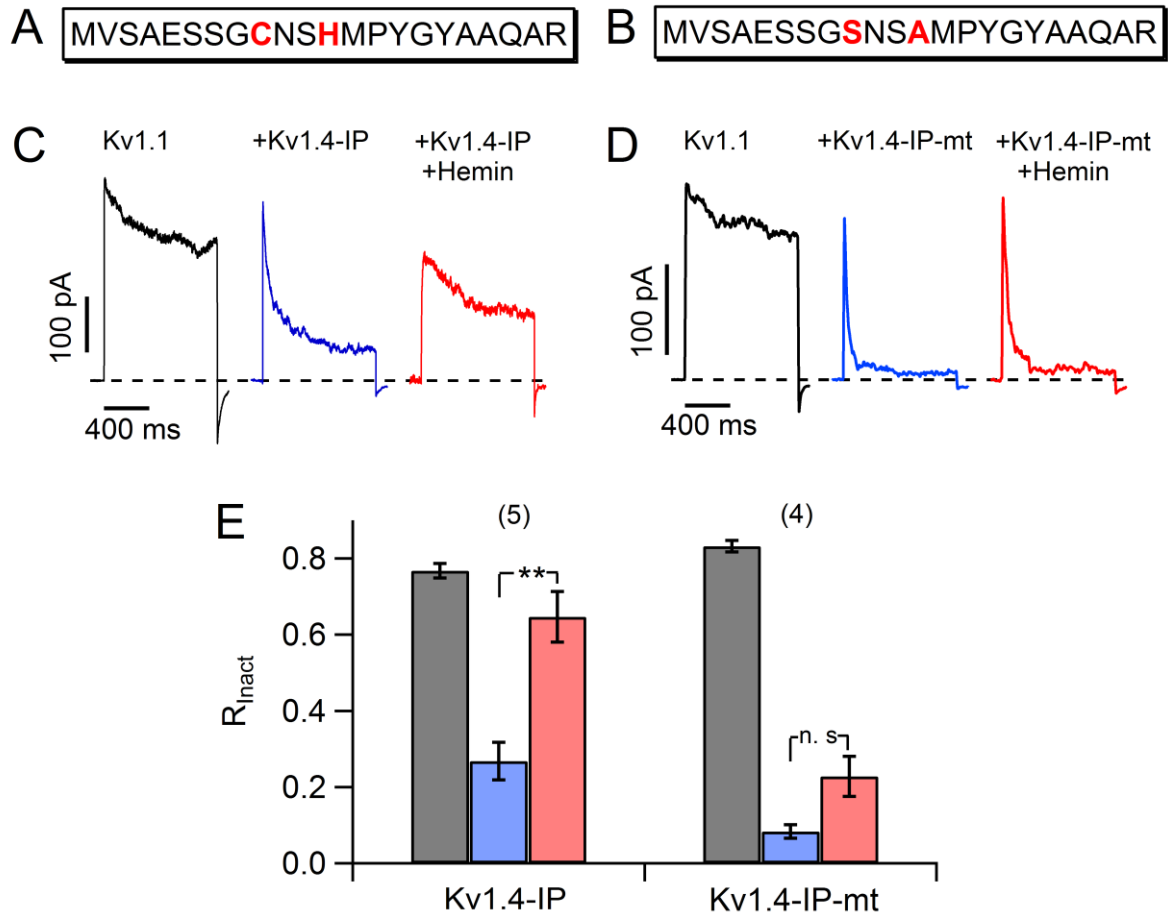 A MVSAESSGCNSHMPYGYAAQAR
B MVSAESSGSNSAMPYGYAAQAR
C
Kv1.1
+Kv1.4-IP
+Kv1.4-IP
+Hemin
100 pA
400 ms
D
Kv1.1
+Kv1.4-IP-mt
+Kv1.4-IP-mt
+Hemin
100 pA
400 ms
E
(5)
(4)
**
n. s
RInact
0.8
0.6
0.4
0.2
0.0
Kv1.4-IP
Kv1.4-IP-mt